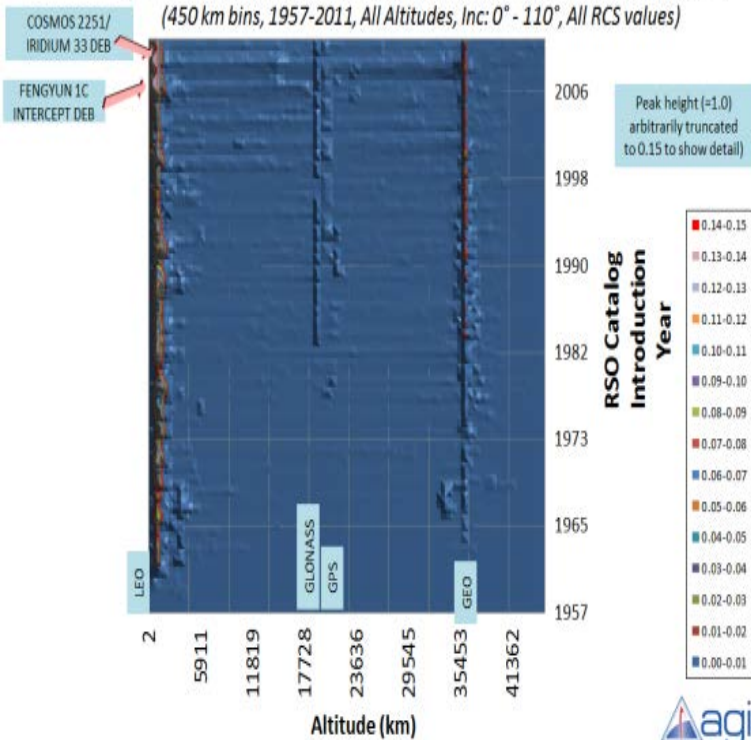 (450 km bins, 1957-2011, All Altitudes, Inc: 0° - 110°, All RCS values)
COSMOS 2251/
IRIDIUM 33 DEB
FENGYUN 1C
INTERCEPT DEB
Peak height (=1.0)
arbitrarily truncated
to 0.15 to show detail)
2006
1998
1990
1982
1973
1965
1957
RSO Catalog
Introduction
Year
0.14-0.15
0.13-0.14
0.12-0.13
0.11-0.12
0.10-0.11
0.09-0.10
0.08-0.09
0.07-0.08
0.06-0.07
0.05-0.06
0.04-0.05
0.03-0.04
0.02-0.03
0.01-0.02
0.00-0.01
LEO
GLONASS
GPS
GEO
2
5911
11819
17728
23636
29545
35453
41362
Altitude (km)
agi